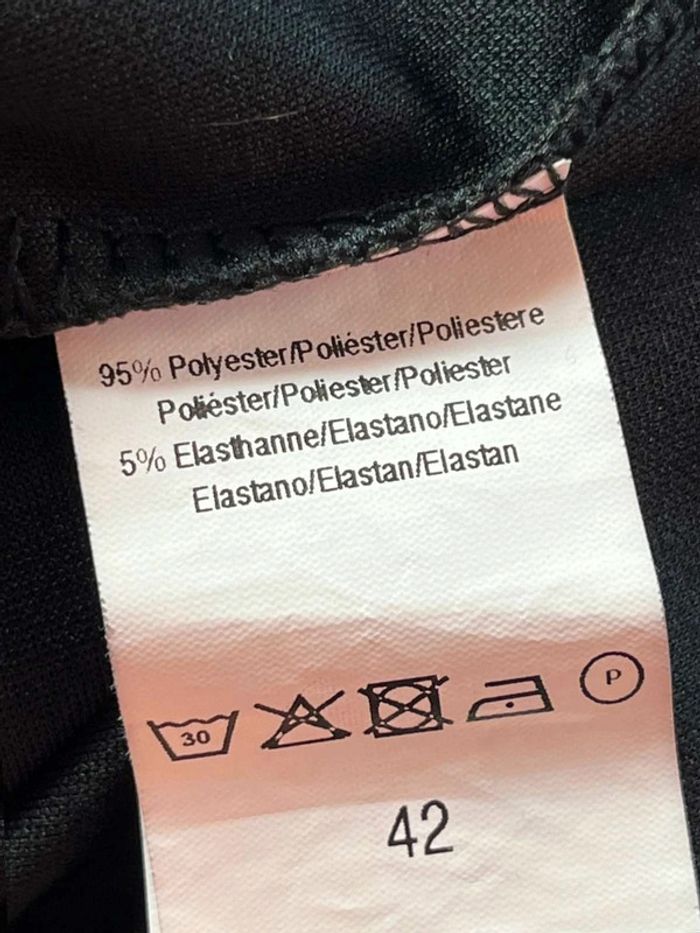 95% Polyester/Poliéster/Poliestere
Poliéster/Poliester/Poliester
5% Elasthanne/Elastano/Elastane
Elastano/Elastan/Elastan
30 P
42